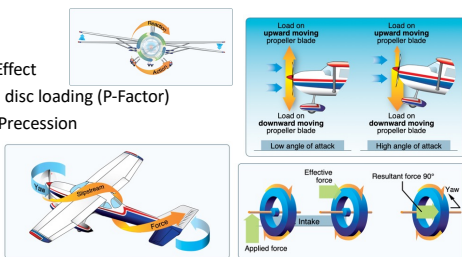 Reaction
Action
Effect
disc loading (P-Factor)
Precession
Load on
upward moving
propeller blade
Load on
upward moving
propeller blade
Load on
downward moving
propeller blade
Load on
downward moving
propeller blade
Low angle of attack
High angle of attack
Yaw
Slipstream
Force
Effective
force
Resultant force 90°
Yaw
Intake
Applied force